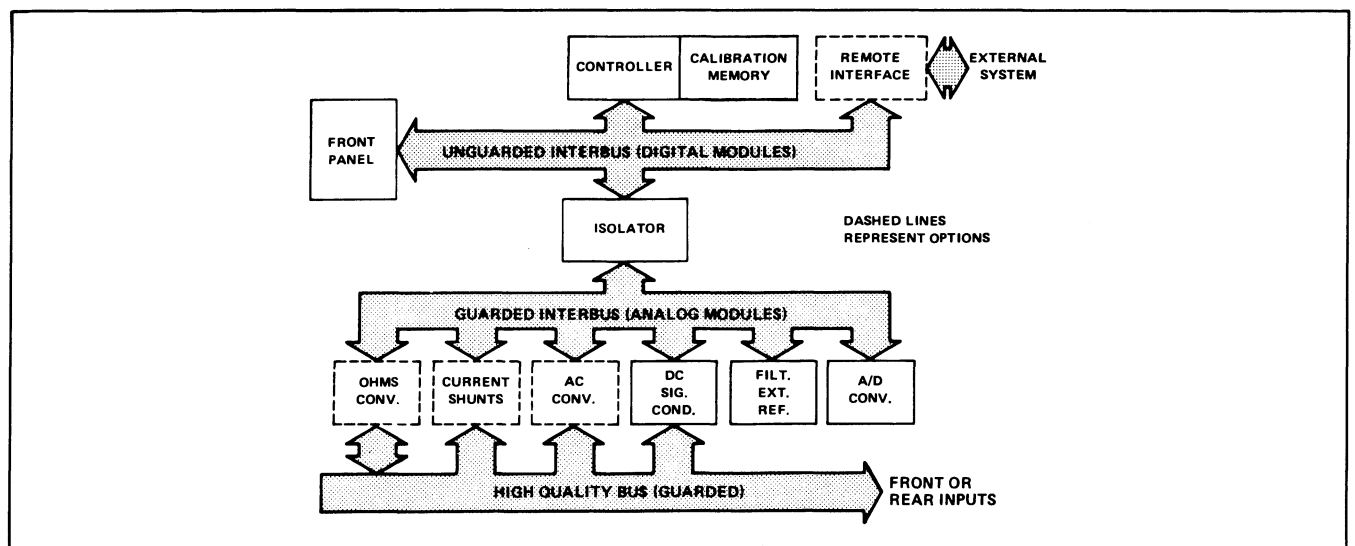 CONTROLLER
CALIBRATION
MEMORY
REMOTE
INTERFACE
EXTERNAL
SYSTEM
FRONT
PANEL
UNGUARDED INTERBUS (DIGITAL MODULES)
ISOLATOR
DASHED LINES
REPRESENT OPTIONS
GUARDED INTERBUS (ANALOG MODULES)
OHMS
CONV.
CURRENT
SHUNTS
AC
CONV.
DC
SIG.
COND.
FILT.
EXT.
REF.
A/D
CONV.
HIGH QUALITY BUS (GUARDED)
FRONT OR
REAR INPUTS